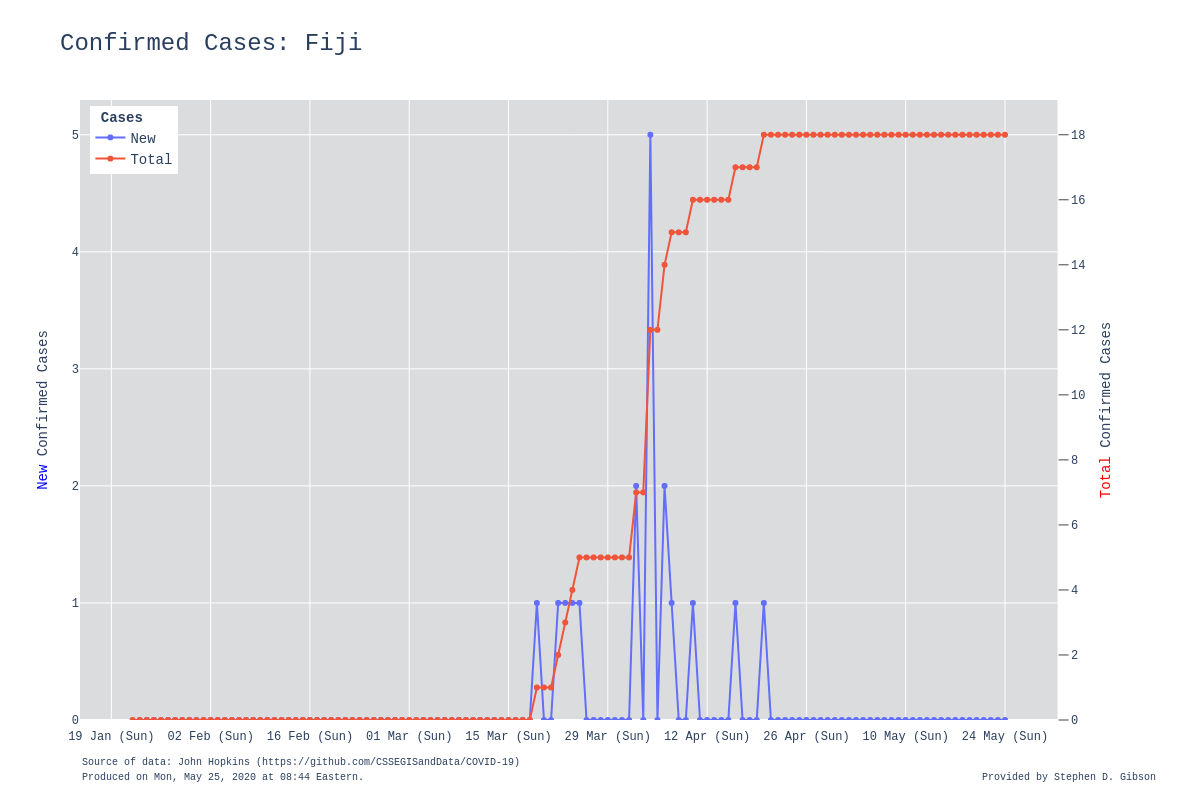 Confirmed Cases: Fiji
Cases
New
Total
5
4
3
2
1
0
New Confirmed Cases
18
16
14
12
10
8
6
4
2
0
Total Confirmed Cases
19 Jan (Sun) 02 Feb (Sun) 16 Feb (Sun) 01 Mar (Sun) 15 Mar (Sun) 29 Mar (Sun) 12 Apr (Sun) 26 Apr (Sun) 10 May (Sun) 24 May (Sun)
Source of data: John Hopkins (https://github.com/CSSEGISandData/COVID-19)
Produced on Mon, May 25, 2020 at 08:44 Eastern.
Provided by Stephen D. Gibson